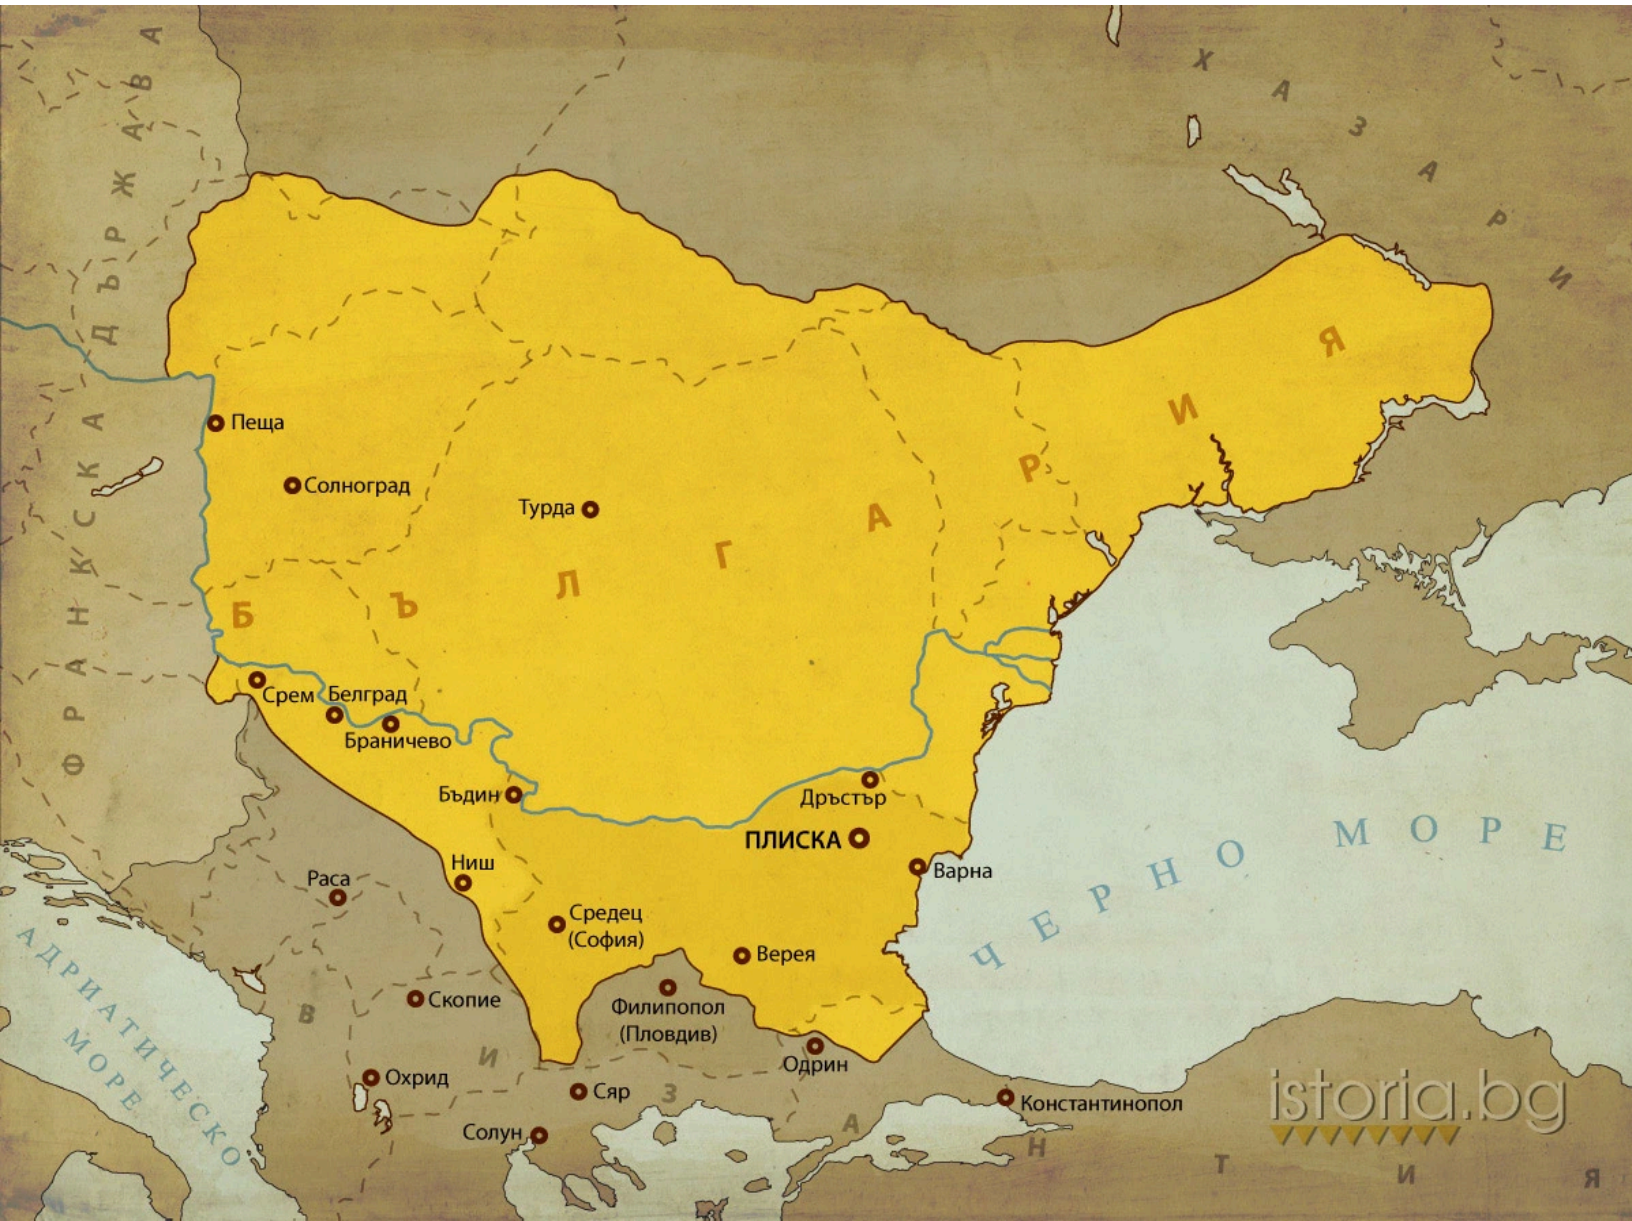 ФРАНКСКА ДЪРЖАВА
ХАЗАРИ
БЪЛГАРИЯ
Пеща
Солноград
Турда
Срем
Белград
Браничево
Бъдин
Дръстър
ПЛИСКА
Варна
Ниш
Раса
Средец
(София)
Верея
Скопие
Филипопол
(Пловдив)
Одрин
Охрид
Сяр
Солун
Константинопол
ВИЗАНТИЯ
ЧЕРНО МОРЕ
АДРИАТИЧЕСКО
МОРЕ
istoria.bg